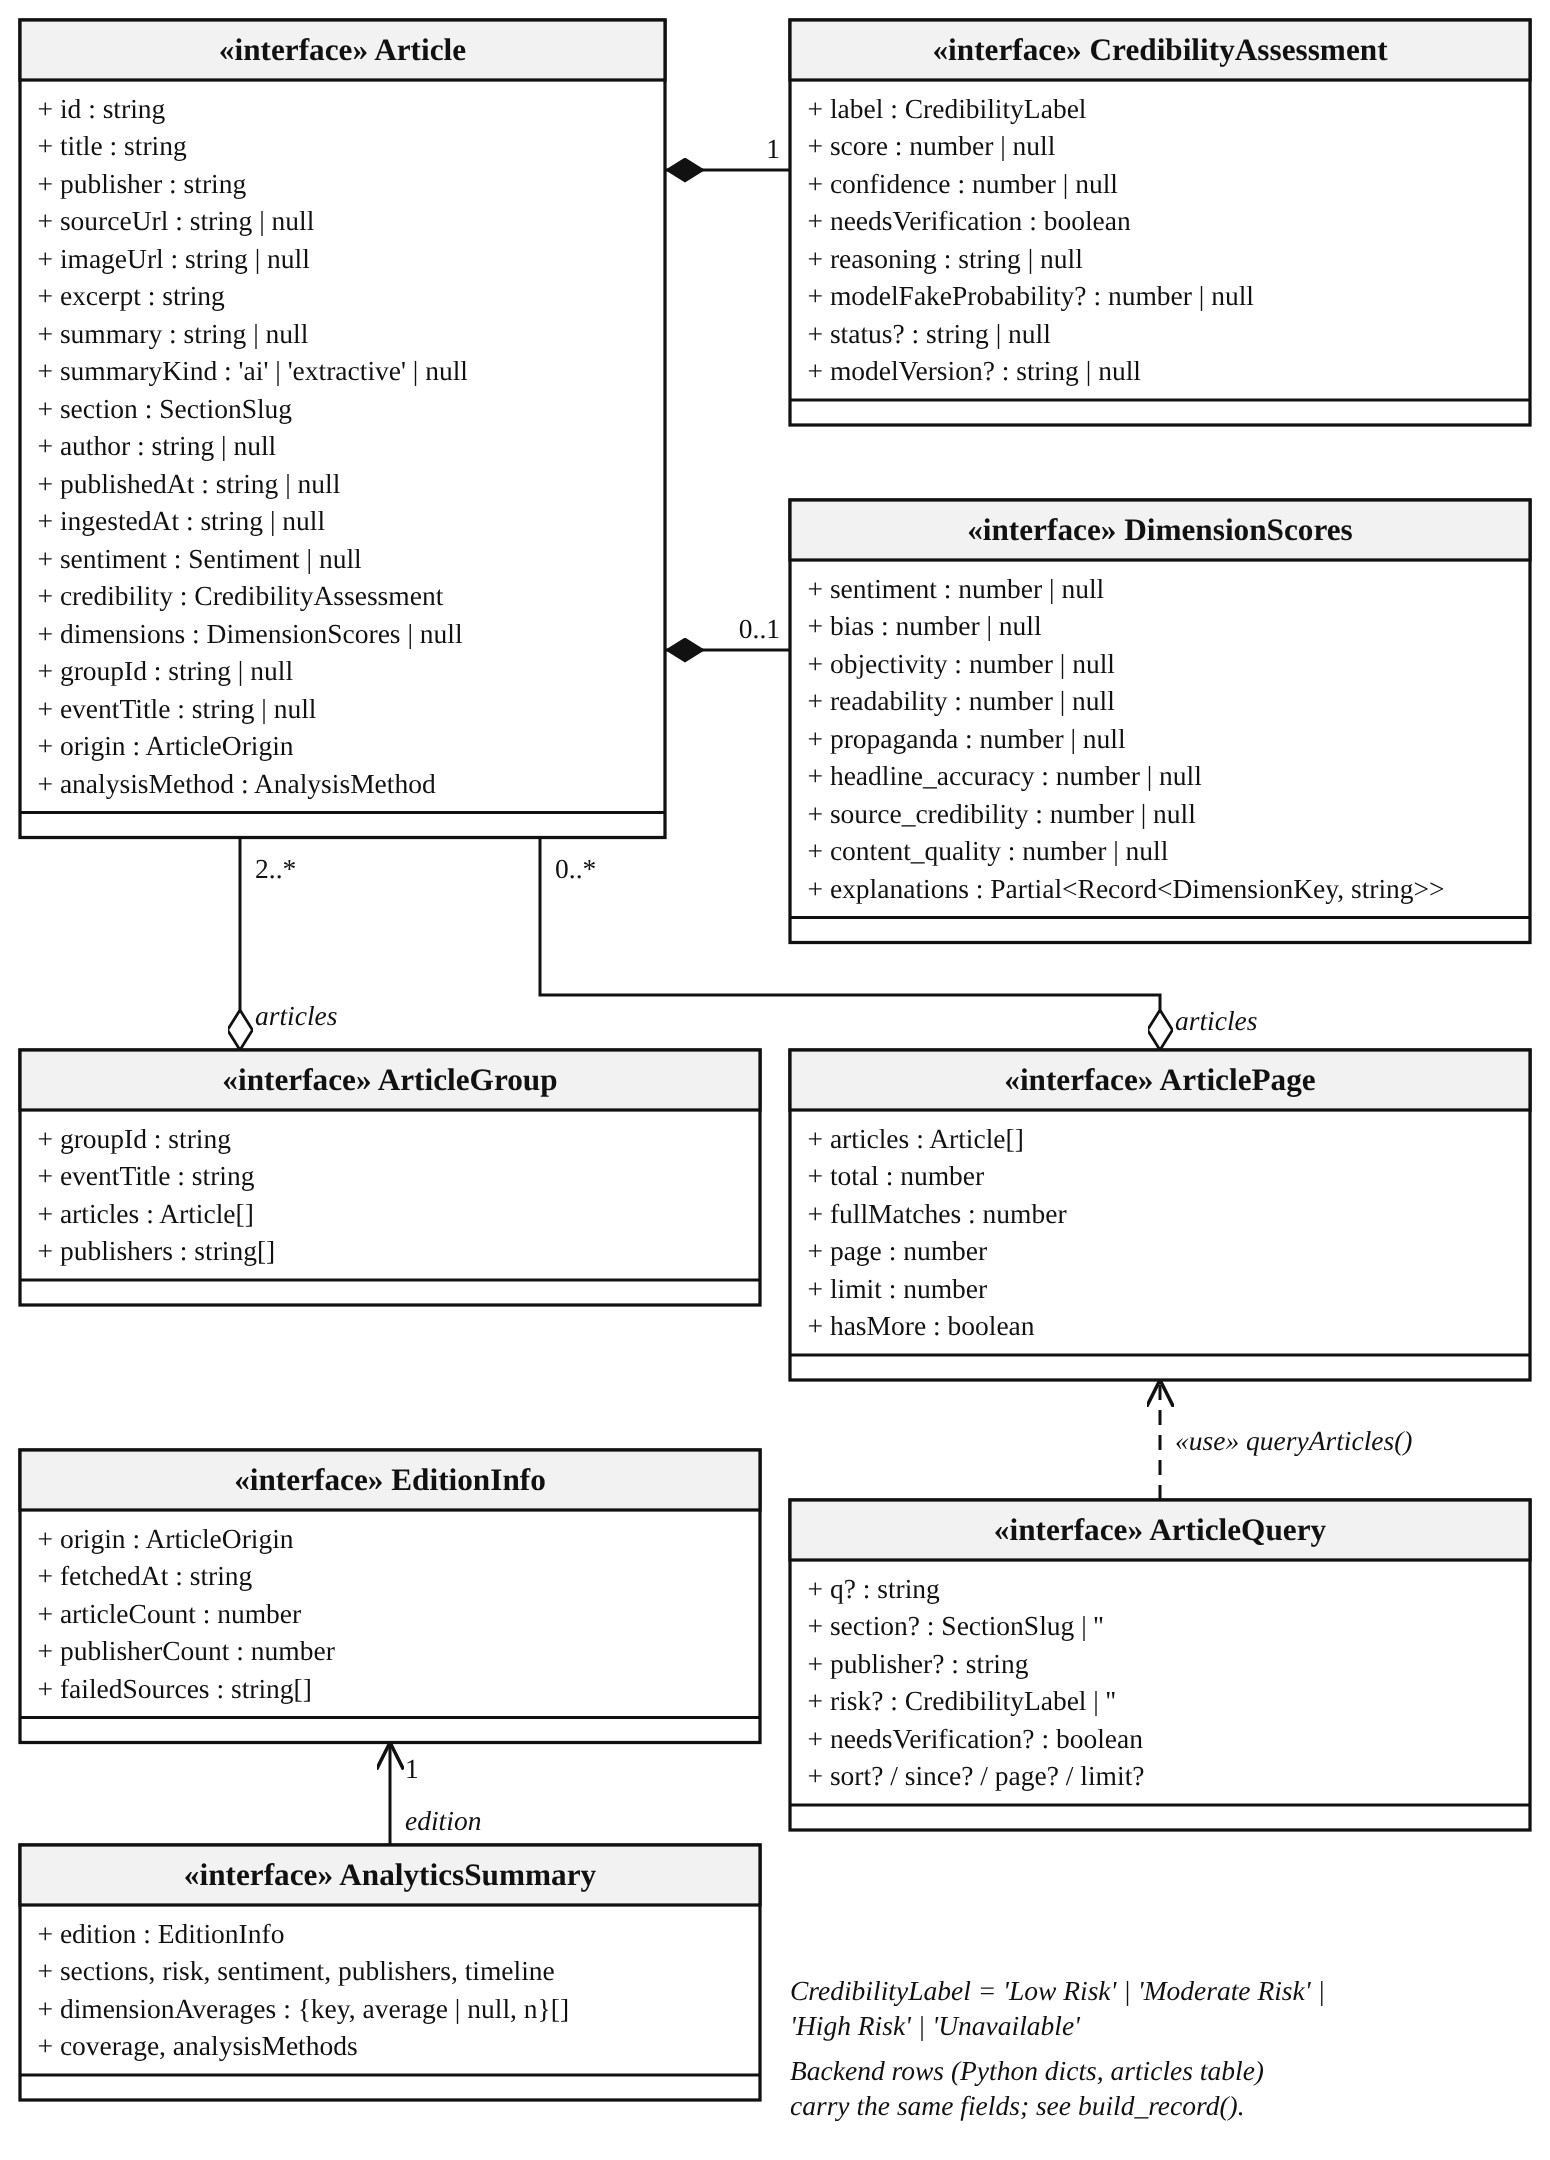 «interface» Article
+ id : string
+ title : string
+ publisher : string
+ sourceUrl : string | null
+ imageUrl : string | null
+ excerpt : string
+ summary : string | null
+ summaryKind : 'ai' | 'extractive' | null
+ section : SectionSlug
+ author : string | null
+ publishedAt : string | null
+ ingestedAt : string | null
+ sentiment : Sentiment | null
+ credibility : CredibilityAssessment
+ dimensions : DimensionScores | null
+ groupId : string | null
+ eventTitle : string | null
+ origin : ArticleOrigin
+ analysisMethod : AnalysisMethod
1
«interface» CredibilityAssessment
+ label : CredibilityLabel
+ score : number | null
+ confidence : number | null
+ needsVerification : boolean
+ reasoning : string | null
+ modelFakeProbability? : number | null
+ status? : string | null
+ modelVersion? : string | null
0..1
«interface» DimensionScores
+ sentiment : number | null
+ bias : number | null
+ objectivity : number | null
+ readability : number | null
+ propaganda : number | null
+ headline_accuracy : number | null
+ source_credibility : number | null
+ content_quality : number | null
+ explanations : Partial<Record<DimensionKey, string>>
2..*
0..*
articles
articles
«interface» ArticleGroup
+ groupId : string
+ eventTitle : string
+ articles : Article[]
+ publishers : string[]
«interface» ArticlePage
+ articles : Article[]
+ total : number
+ fullMatches : number
+ page : number
+ limit : number
+ hasMore : boolean
«use» queryArticles()
«interface» EditionInfo
+ origin : ArticleOrigin
+ fetchedAt : string
+ articleCount : number
+ publisherCount : number
+ failedSources : string[]
«interface» ArticleQuery
+ q? : string
+ section? : SectionSlug | ''
+ publisher? : string
+ risk? : CredibilityLabel | ''
+ needsVerification? : boolean
+ sort? / since? / page? / limit?
1
edition
«interface» AnalyticsSummary
+ edition : EditionInfo
+ sections, risk, sentiment, publishers, timeline
+ dimensionAverages : {key, average | null, n}[]
+ coverage, analysisMethods
CredibilityLabel = 'Low Risk' | 'Moderate Risk' |
'High Risk' | 'Unavailable'
Backend rows (Python dicts, articles table)
carry the same fields; see build_record().